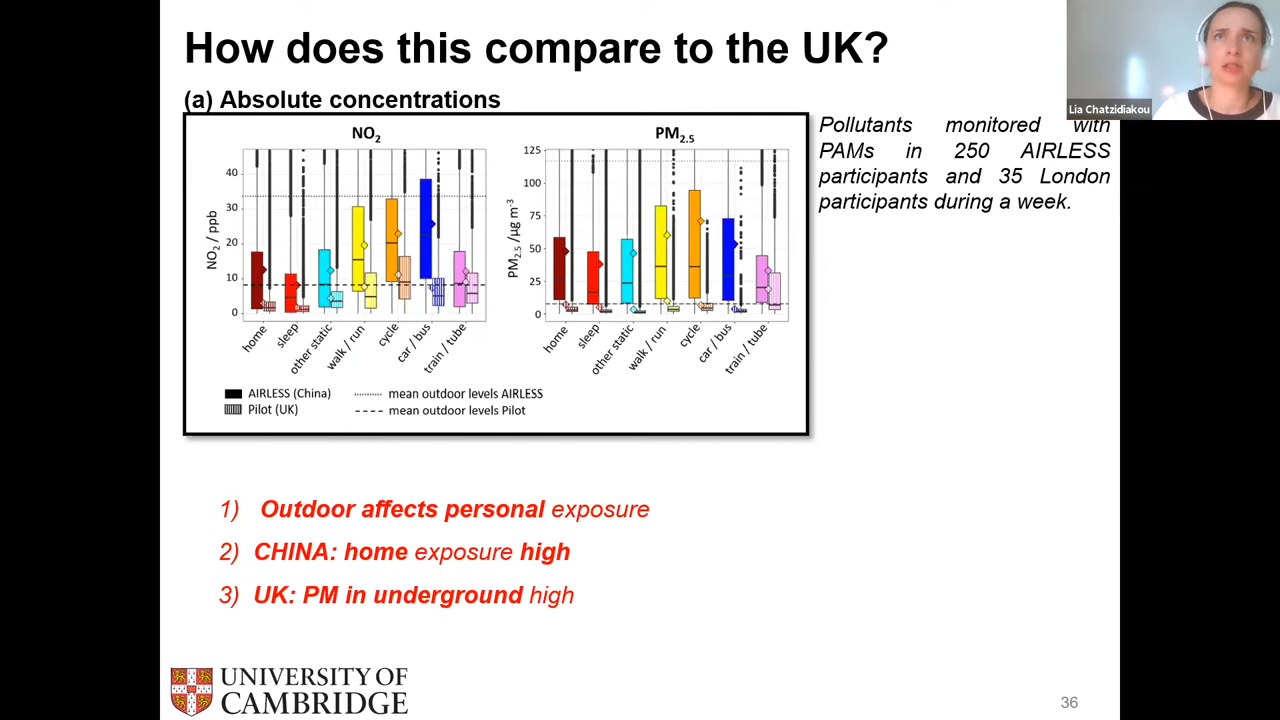 How does this compare to the UK?
Lia Chatzidiakou
(a) Absolute concentrations
Pollutants monitored with
PAMs in 250 AIRLESS
participants and 35 London
participants during a week.
NO2
NO2 / ppb
40
30
20
10
0
home
sleep
other static
walk / run
cycle
car / bus
train / tube
PM2.5
PM2.5 /µg m-3
125
100
75
50
25
0
home
sleep
other static
walk / run
cycle
car / bus
train / tube
AIRLESS (China)
mean outdoor levels AIRLESS
Pilot (UK)
mean outdoor levels Pilot
1) Outdoor affects personal exposure
2) CHINA: home exposure high
3) UK: PM in underground high
UNIVERSITY OF
CAMBRIDGE
36